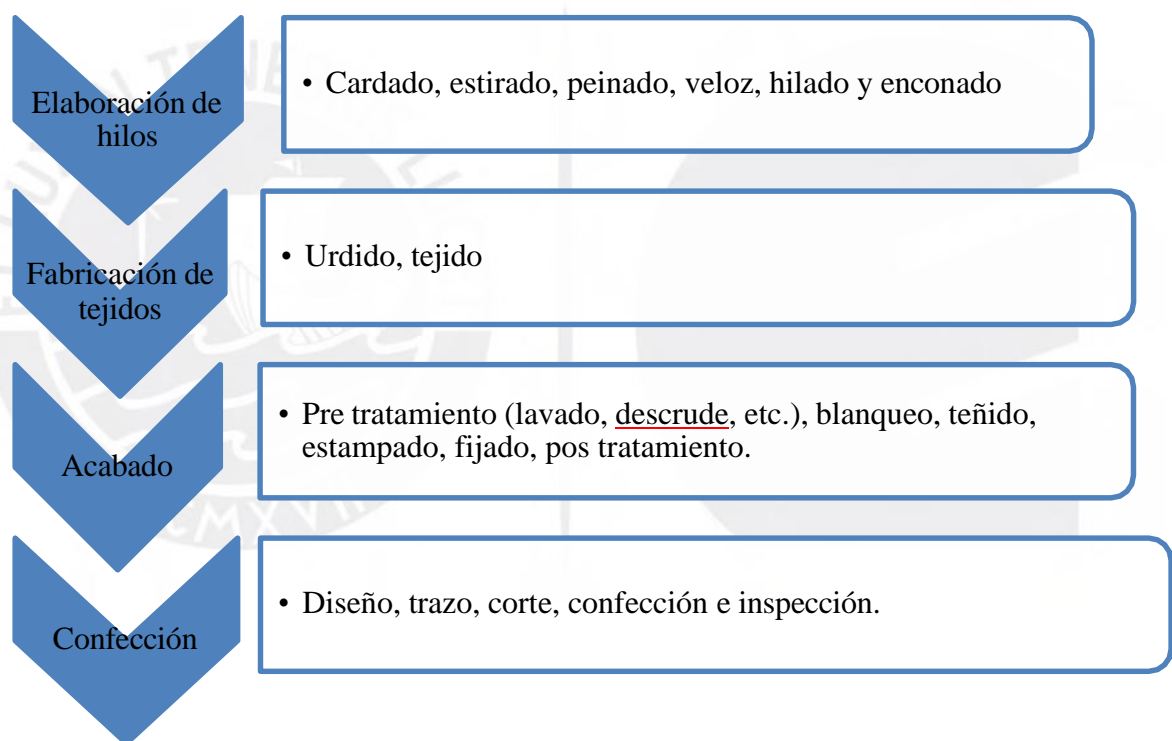 Elaboración de
hilos
• Cardado, estirado, peinado, veloz, hilado y enconado
Fabricación de
tejidos
• Urdido, tejido
Acabado
• Pre tratamiento (lavado, descrude, etc.), blanqueo, teñido,
estampado, fijado, pos tratamiento.
Confección
• Diseño, trazo, corte, confección e inspección.